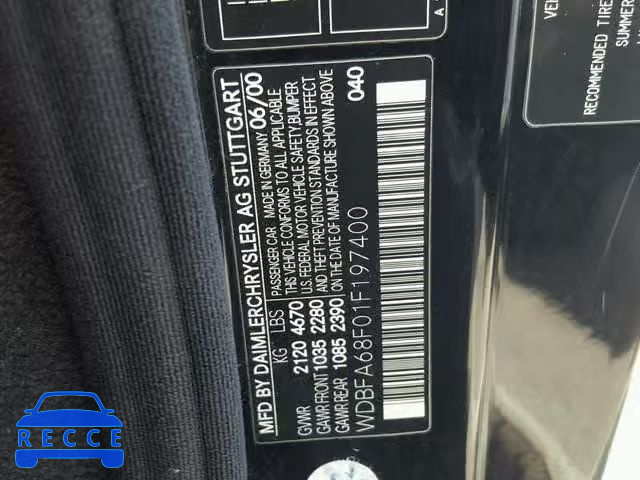 MFD BY DAIMLERCHRYSLER AG STUTTGART
KG LBS PASSENGER CAR MADE IN GERMANY 06/00
GVWR 2120 4670 THIS VEHICLE CONFORMS TO ALL APPLICABLE
GAWR FRONT 1035 2280 U.S. FEDERAL MOTOR VEHICLE SAFETY, BUMPER
GAWR REAR 1085 2390 AND THEFT PREVENTION STANDARDS IN EFFECT
ON THE DATE OF MANUFACTURE SHOWN ABOVE
WDBFA68F01F197400 040
RECOMMENDED TIRE
SUMMER
VE
A
RECCE